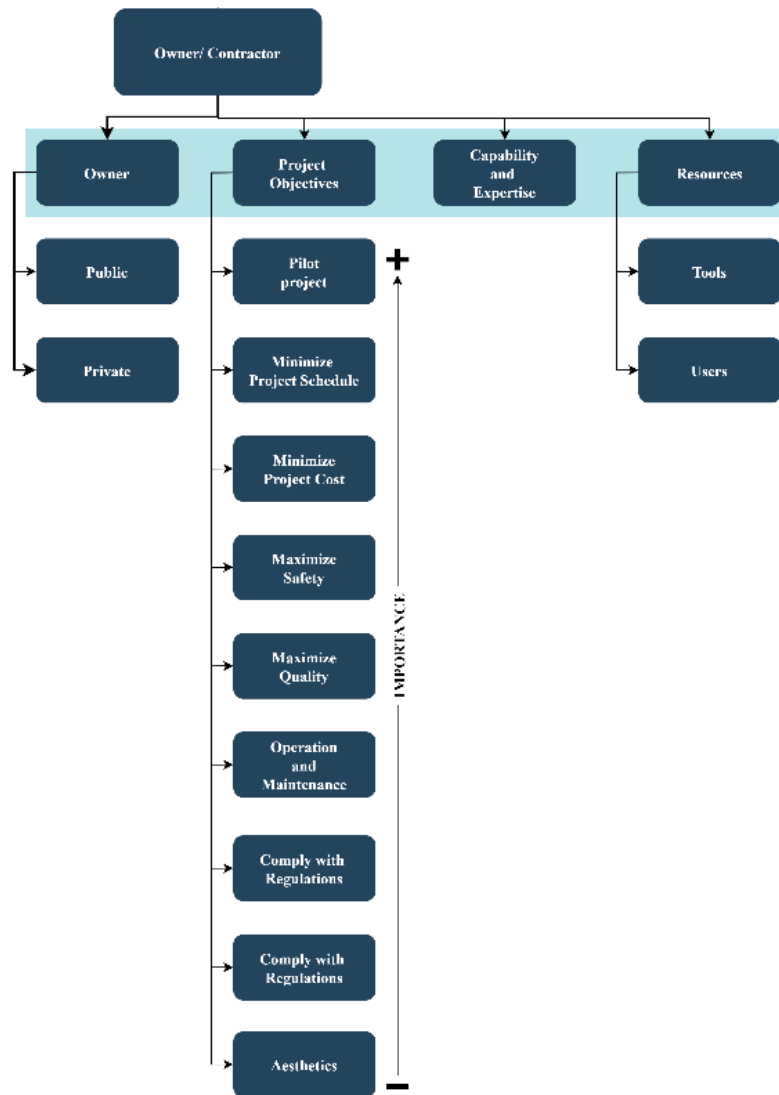 Owner/ Contractor
Owner
Project
Objectives
Capability
and
Expertise
Resources
Public
Pilot
project
+
Tools
Private
Minimize
Project Schedule
Users
Minimize
Project Cost
Maximize
Safety
IMPORTANCE
Maximize
Quality
Operation
and
Maintenance
Comply with
Regulations
Comply with
Regulations
Aesthetics
−